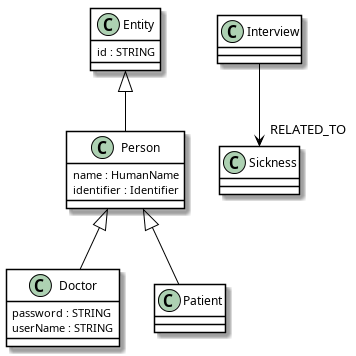 C Entity
id : STRING
C Interview
RELATED_TO
C Person
name : HumanName
identifier : Identifier
C Sickness
C Doctor
password : STRING
userName : STRING
C Patient